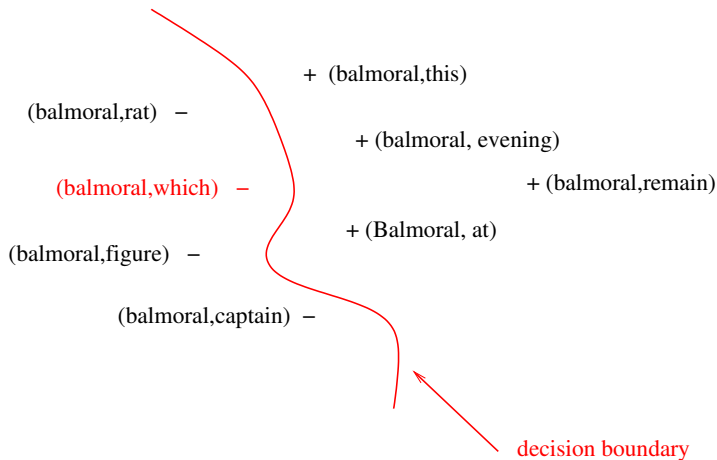 + (balmoral,this)
(balmoral,rat) −
+ (balmoral, evening)
(balmoral,which) −
+ (balmoral,remain)
+ (Balmoral, at)
(balmoral,figure) −
(balmoral,captain) −
decision boundary